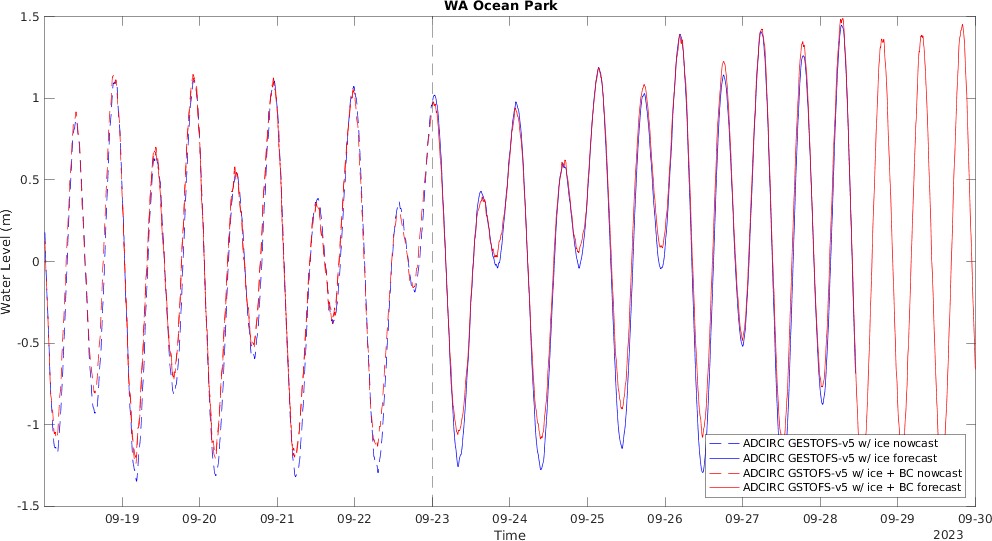 WA Ocean Park
1.5
1
0.5
0
-0.5
-1
-1.5
Water Level (m)
ADCIRC GESTOFS-v5 w/ ice nowcast
ADCIRC GESTOFS-v5 w/ ice forecast
ADCIRC GSTOFS-v5 w/ ice + BC nowcast
ADCIRC GSTOFS-v5 w/ ice + BC forecast
09-19 09-20 09-21 09-22 09-23 09-24 09-25 09-26 09-27 09-28 09-29 09-30
Time
2023